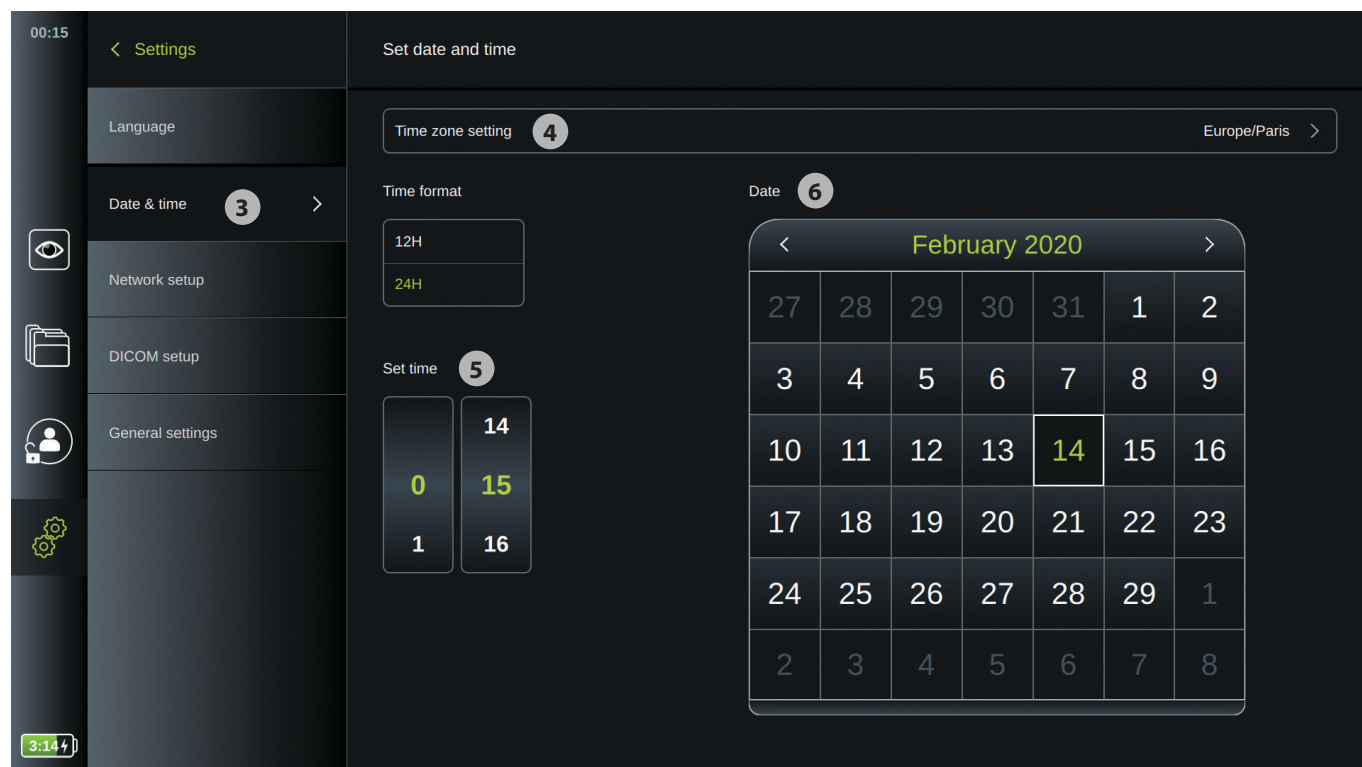 00:15
Settings
Set date and time
Language
Time zone setting 4 Europe/Paris
Date & time 3
Time format
Date 6
12H
24H
February 2020
Network setup
27 28 29 30 31 1 2
DICOM setup
Set time 5
3 4 5 6 7 8 9
General settings
14
0 15
1 16
10 11 12 13 14 15 16
17 18 19 20 21 22 23
24 25 26 27 28 29 1
2 3 4 5 6 7 8
3:14